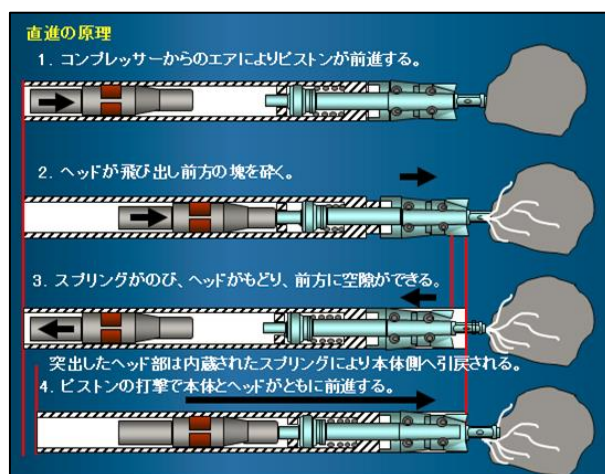 直進の原理
1. コンプレッサーからのエアによりピストンが前進する。
2. ヘッドが飛び出し前方の塊を砕く。
3. スプリングがのび、ヘッドがもどり、前方に空隙ができる。
突出したヘッド部は内蔵されたスプリングにより本体側へ引戻される。
4. ピストンの打撃で本体とヘッドがともに前進する。